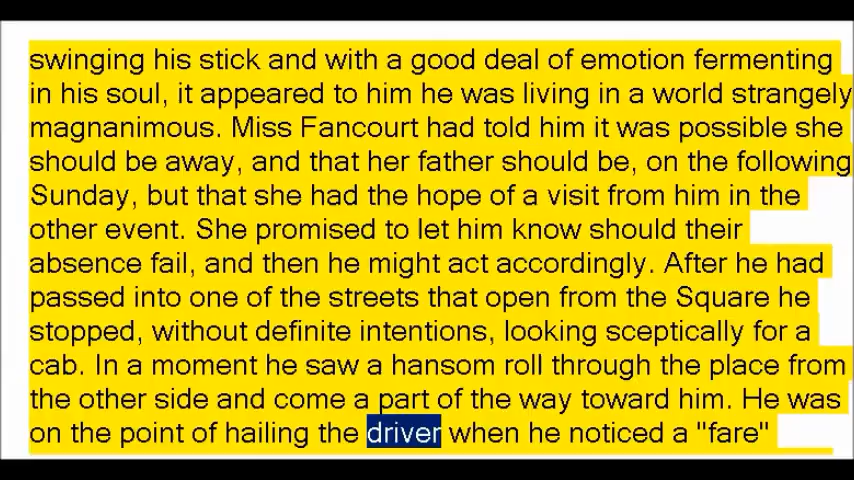 swinging his stick and with a good deal of emotion fermenting
in his soul, it appeared to him he was living in a world strangely
magnanimous. Miss Fancourt had told him it was possible she
should be away, and that her father should be, on the following
Sunday, but that she had the hope of a visit from him in the
other event. She promised to let him know should their
absence fail, and then he might act accordingly. After he had
passed into one of the streets that open from the Square he
stopped, without definite intentions, looking sceptically for a
cab. In a moment he saw a hansom roll through the place from
the other side and come a part of the way toward him. He was
on the point of hailing the driver when he noticed a "fare"